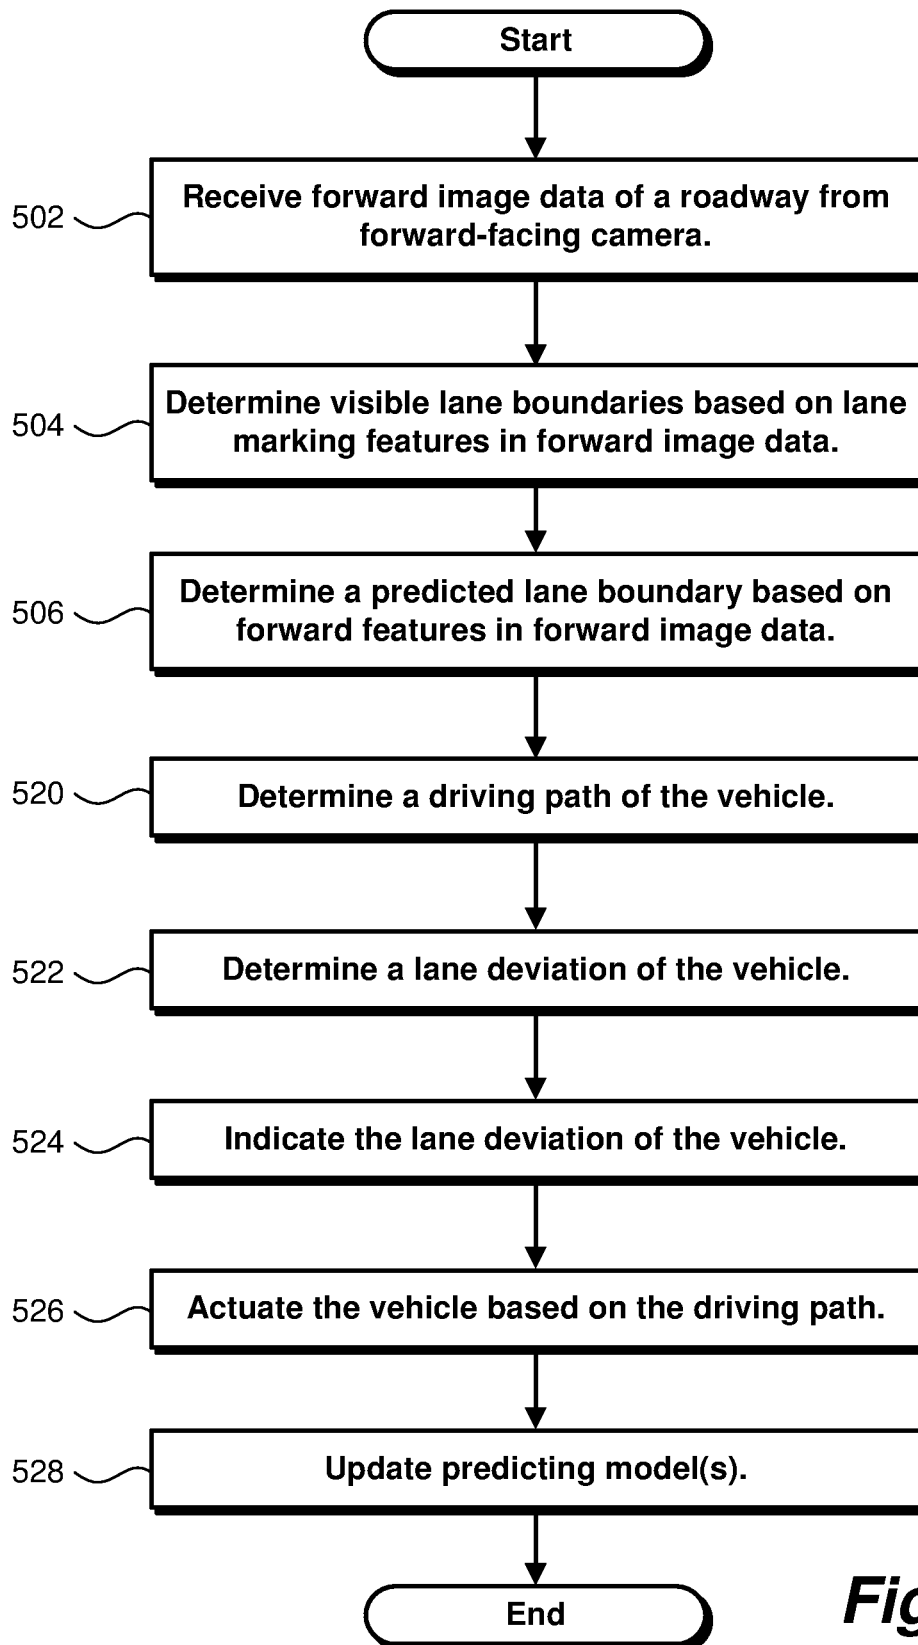 Start
502
Receive forward image data of a roadway from
forward-facing camera.
504
Determine visible lane boundaries based on lane
marking features in forward image data.
506
Determine a predicted lane boundary based on
forward features in forward image data.
520
Determine a driving path of the vehicle.
522
Determine a lane deviation of the vehicle.
524
Indicate the lane deviation of the vehicle.
526
Actuate the vehicle based on the driving path.
528
Update predicting model(s).
End